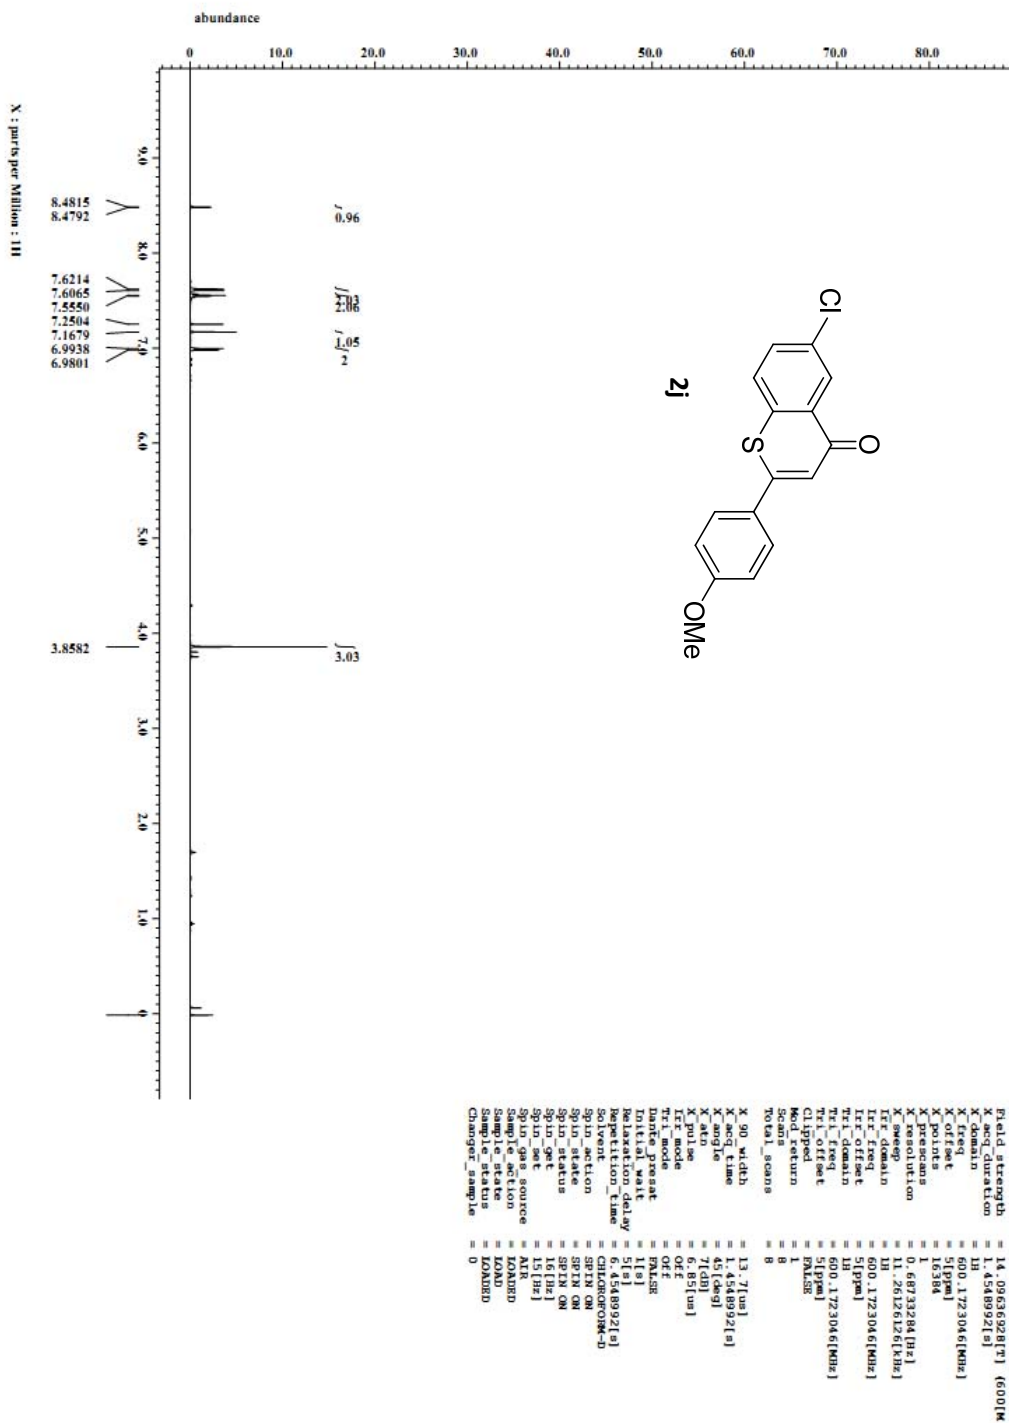 abundance
0 10.0 20.0 30.0 40.0 50.0 60.0 70.0 80.0
X : parts per Million : 1H
9.0 8.0 7.0 6.0 5.0 4.0 3.0 2.0 1.0 0
8.4815
8.4792
7.6214
7.6065
7.5550
7.2504
7.1679
6.9938
6.9801
3.8582
0.96
2.03
2.06
1.05
2
3.03
Cl
S
O
OMe
2j
Field_strength = 14.09636928[T] (600[M
X_acq_duration = 1.4548992[s]
X_domain = 1H
X_freq = 600.1723046[MHz]
X_offset = 5[ppm]
X_points = 16384
X_prescans = 1
X_resolution = 0.68733284[Hz]
X_sweep = 11.26126126[kHz]
Irr_domain = 1H
Irr_freq = 600.1723046[MHz]
Irr_offset = 5[ppm]
Tri_domain = 1H
Tri_freq = 600.1723046[MHz]
Tri_offset = 5[ppm]
Clipped = FALSE
Mod_return = 1
Scans = 8
Total_scans = 8
X_90_width = 13.7[us]
X_acq_time = 1.4548992[s]
X_angle = 45[deg]
X_atn = 7[dB]
X_pulse = 6.85[us]
Irr_mode = Off
Tri_mode = Off
Dante_presat = FALSE
Initial_wait = 1[s]
Relaxation_delay = 5[s]
Repetition_time = 6.4548992[s]
Solvent = CHLOROFORM-D
Spin_action = SPIN ON
Spin_state = SPIN ON
Spin_status = SPIN ON
Spin_get = 16[Hz]
Spin_set = 15[Hz]
Spin_gas_source = AIR
Sample_action = LOADED
Sample_state = LOAD
Sample_status = LOADED
Changer_sample = 0